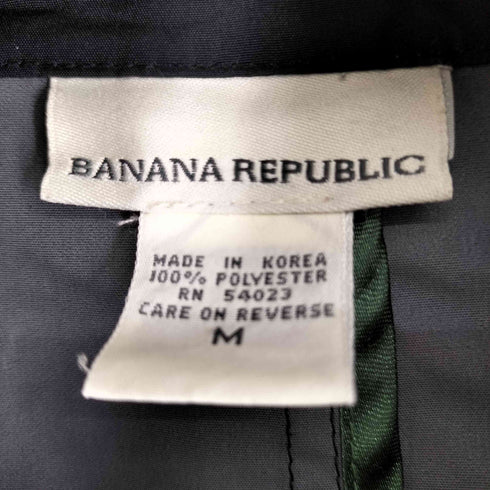 BANANA REPUBLIC
MADE IN KOREA
100% POLYESTER
RN 54023
CARE ON REVERSE
M